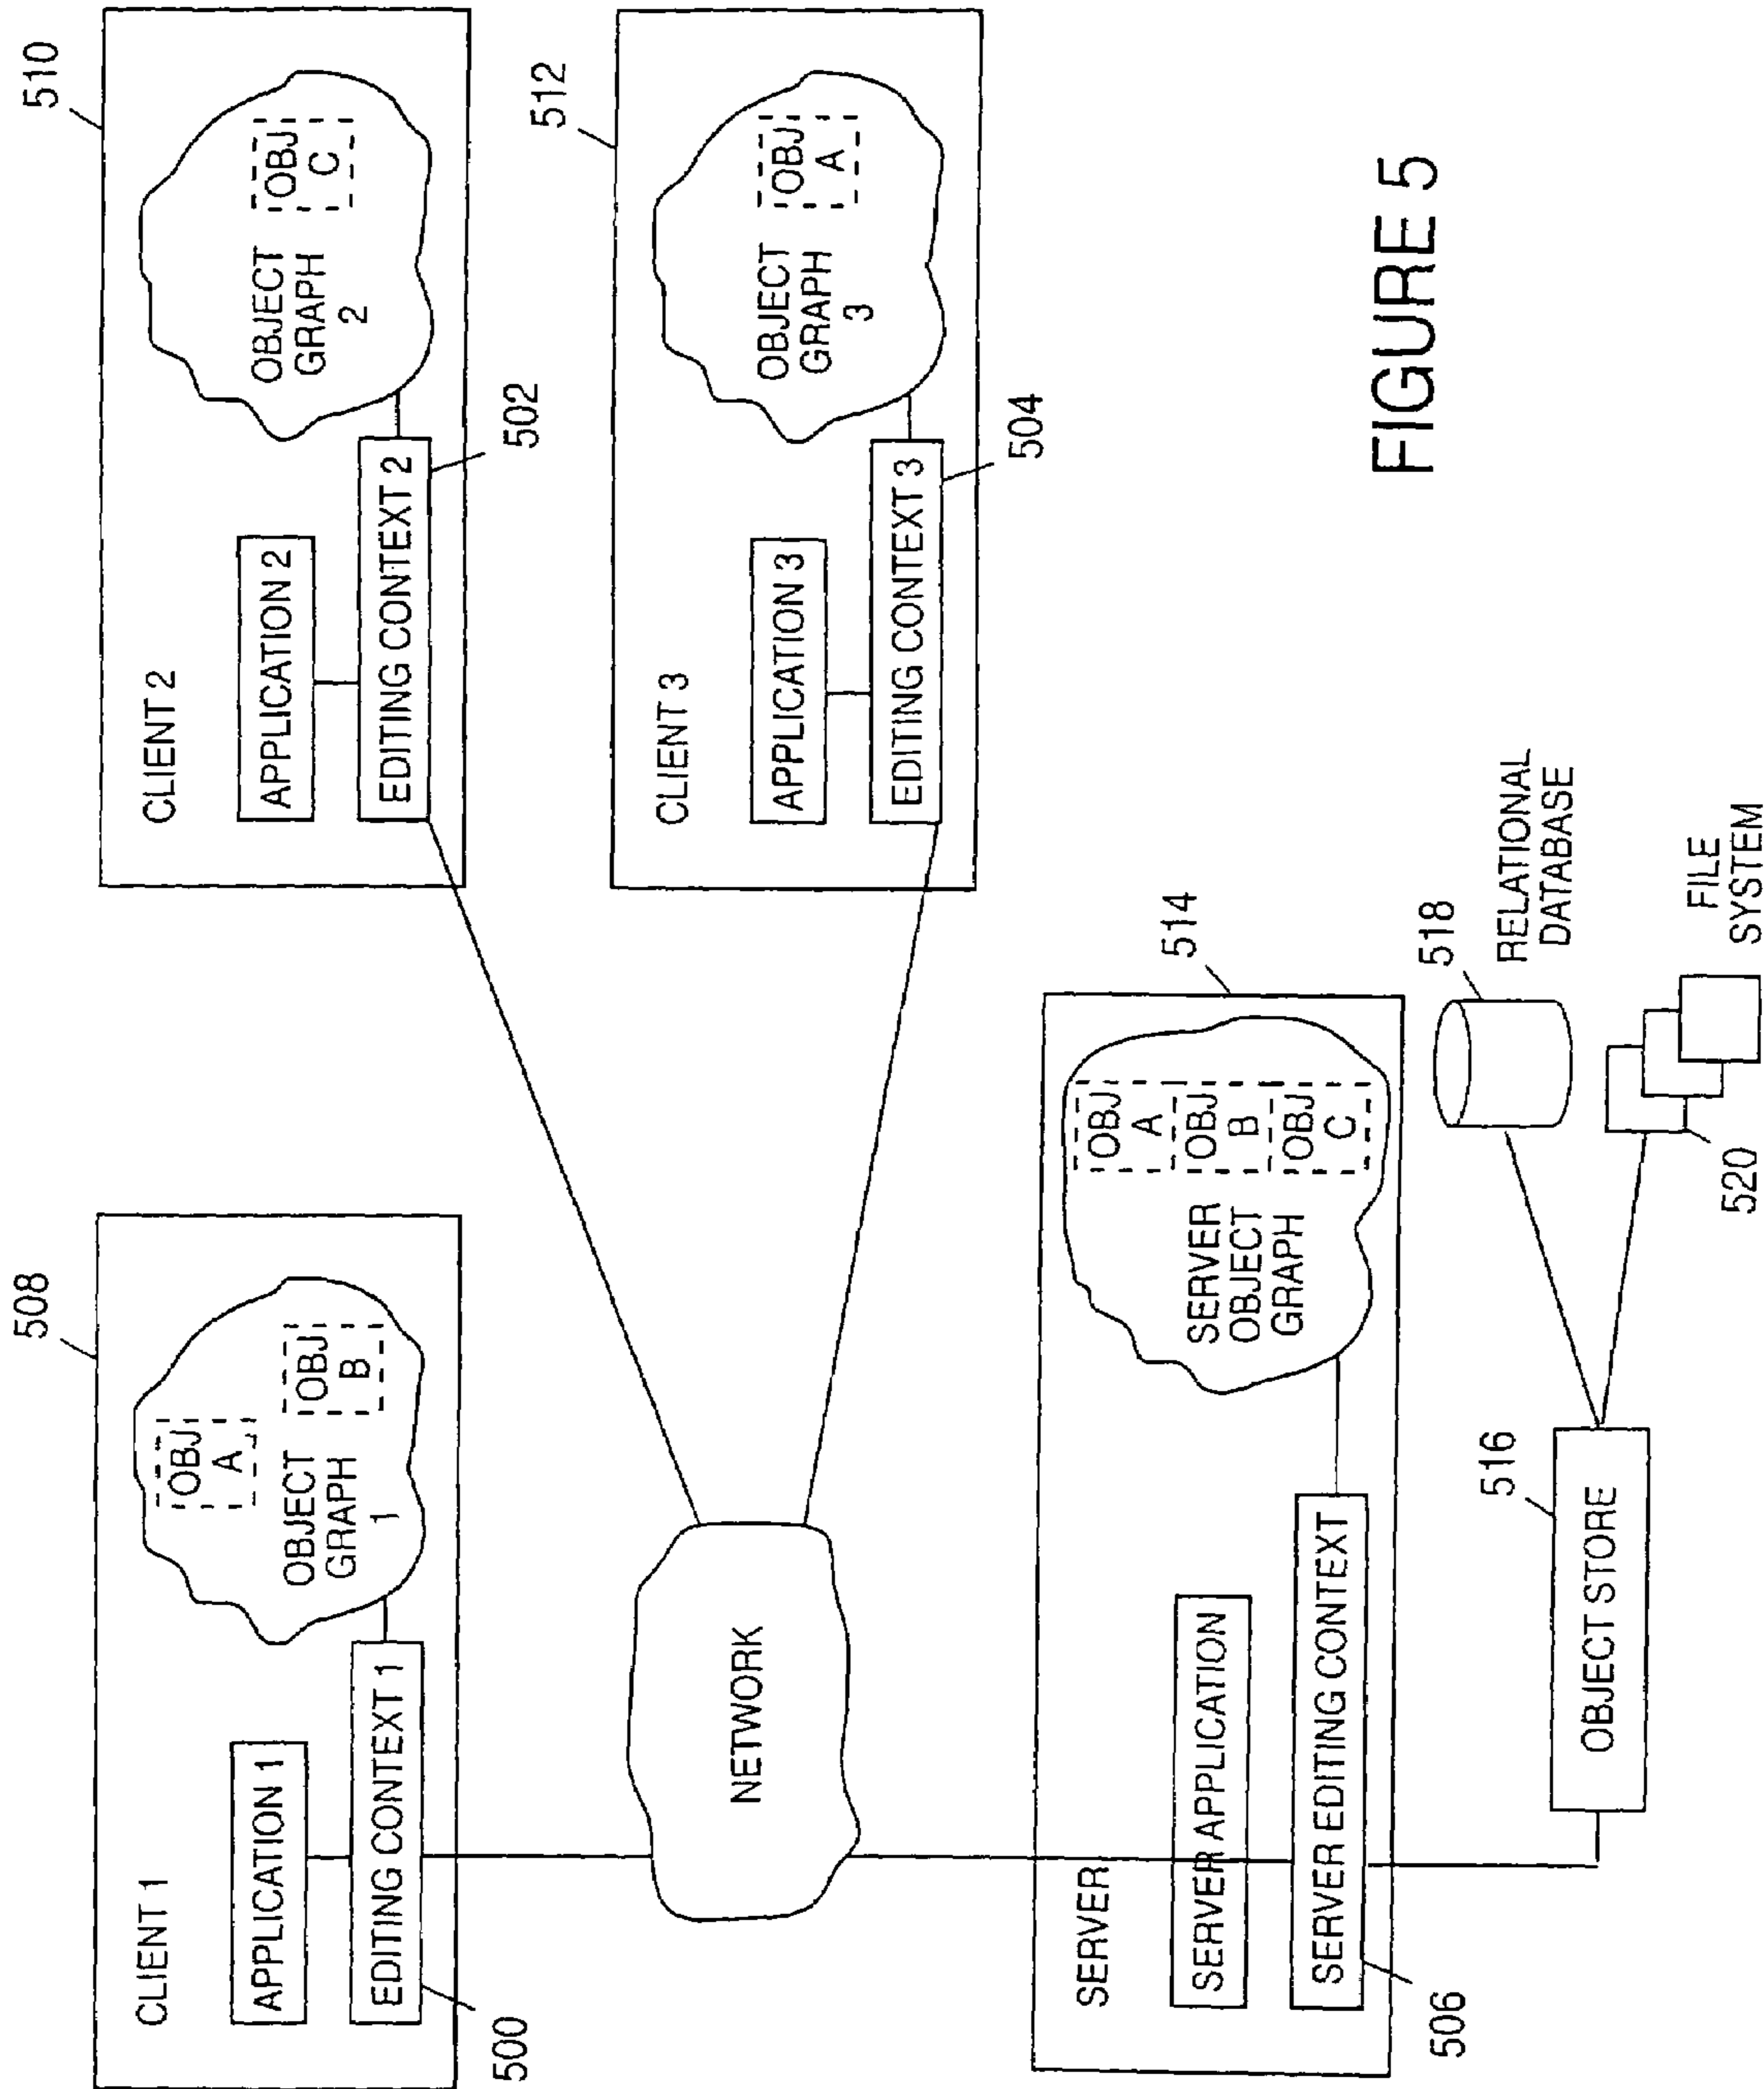 508
CLIENT 1
APPLICATION 1
EDITING CONTEXT 1
500
OBJ
A
OBJECT
GRAPH
1
OBJ
B
510
CLIENT 2
APPLICATION 2
EDITING CONTEXT 2
502
OBJECT
GRAPH
2
OBJ
C
NETWORK
512
CLIENT 3
APPLICATION 3
EDITING CONTEXT 3
504
OBJECT
GRAPH
3
OBJ
A
514
SERVER
SERVER APPLICATION
SERVER EDITING CONTEXT
506
SERVER
OBJECT
GRAPH
OBJ
A
OBJ
B
OBJ
C
516
OBJECT STORE
518
RELATIONAL
DATABASE
520
FILE
SYSTEM
FIGURE 5